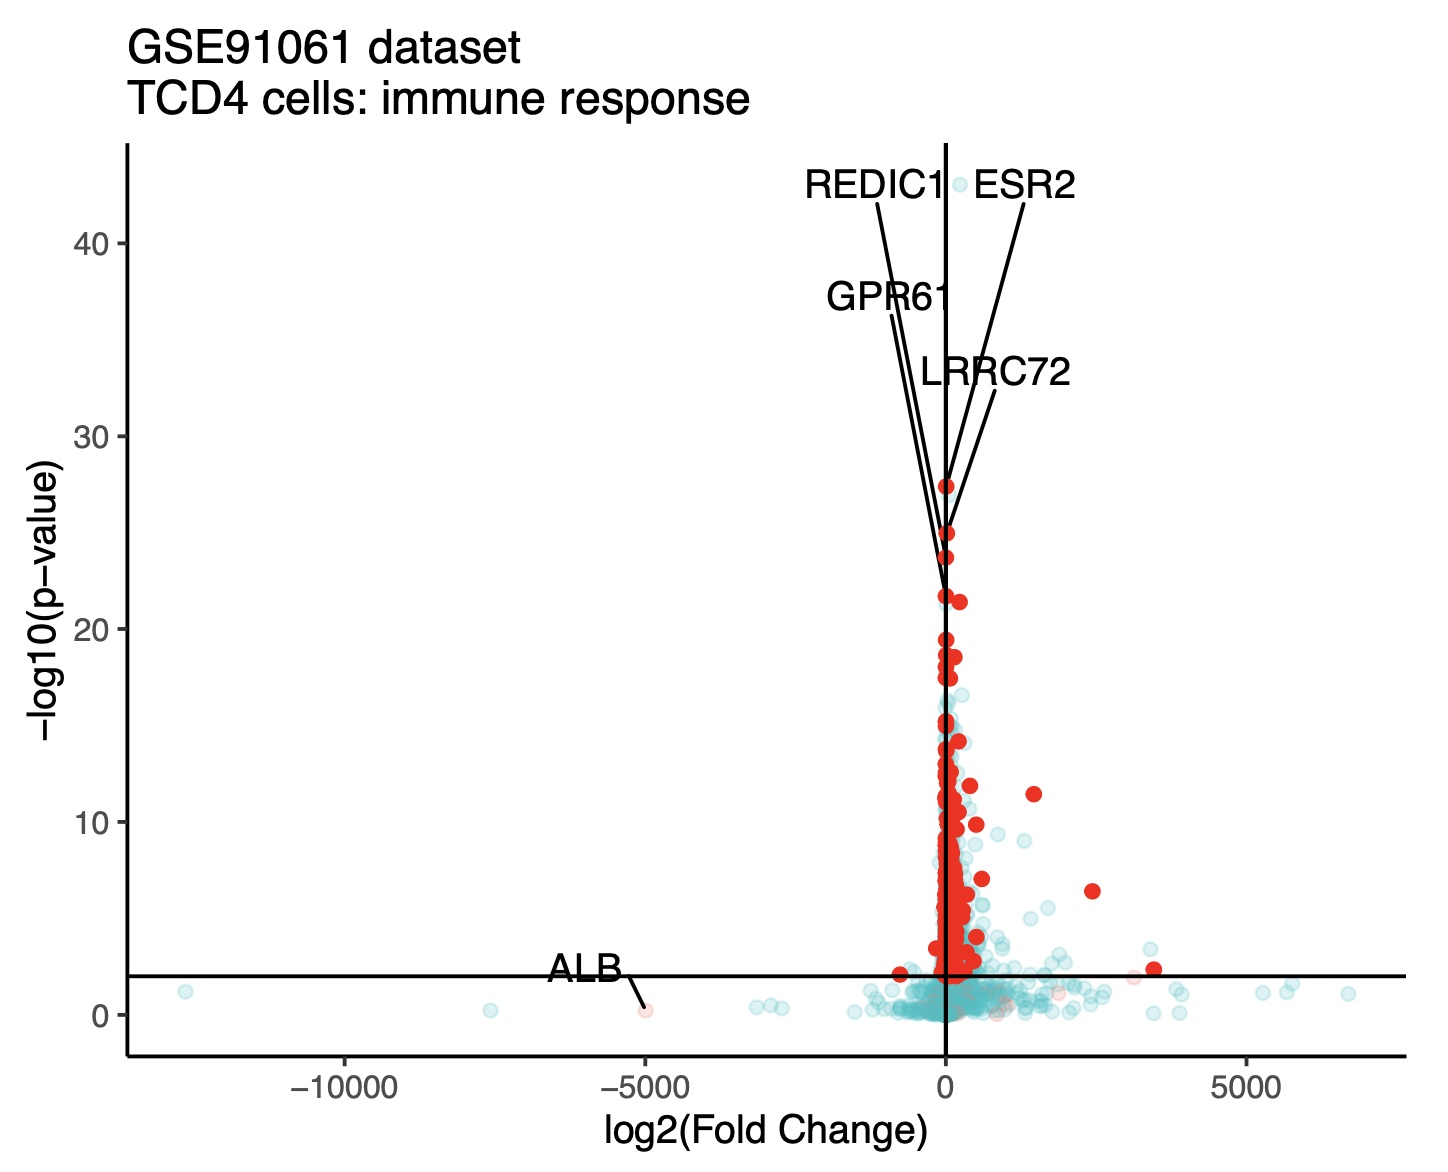 GSE91061 dataset
TCD4 cells: immune response
REDIC1
ESR2
GPR61
LRRC72
ALB
40
30
20
10
0
−log10(p−value)
−10000
−5000
0
5000
log2(Fold Change)